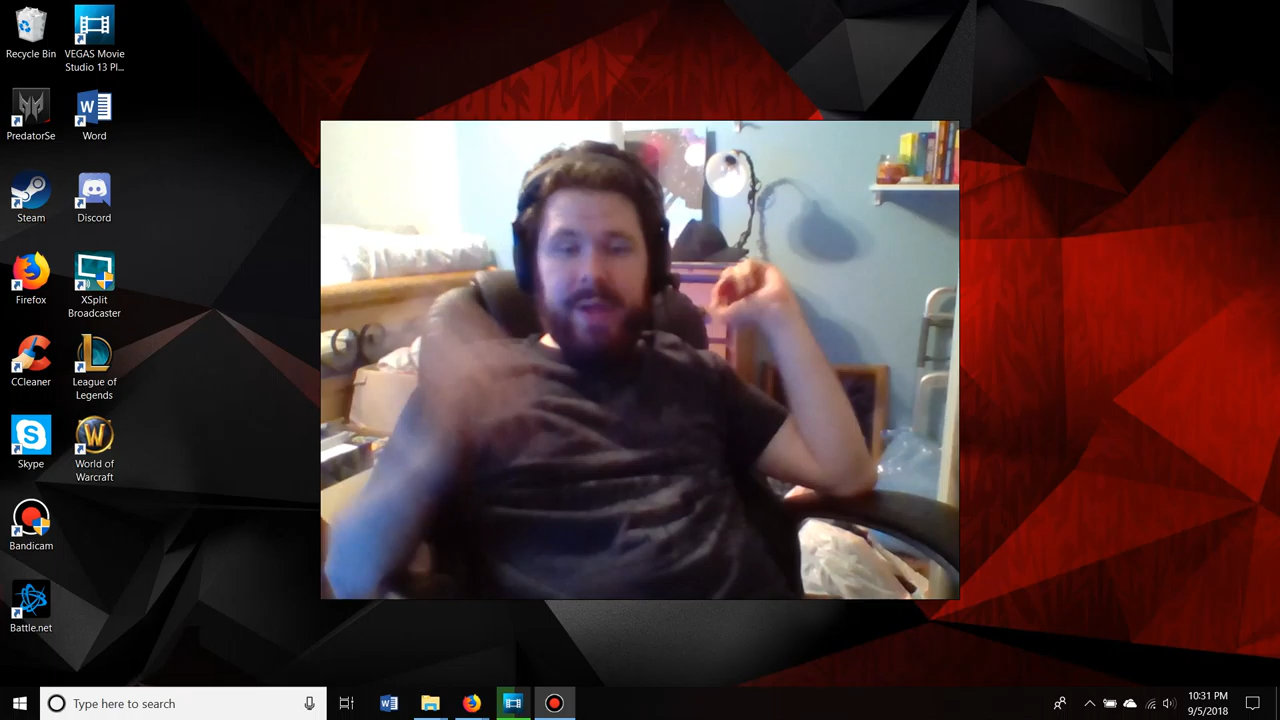 Recycle Bin
VEGAS Movie
Studio 13 Pl...
PredatorSe
Word
Steam
Discord
Firefox
XSplit
Broadcaster
CCleaner
League of
Legends
Skype
World of
Warcraft
Bandicam
Battle.net
Type here to search
10:31 PM
9/5/2018